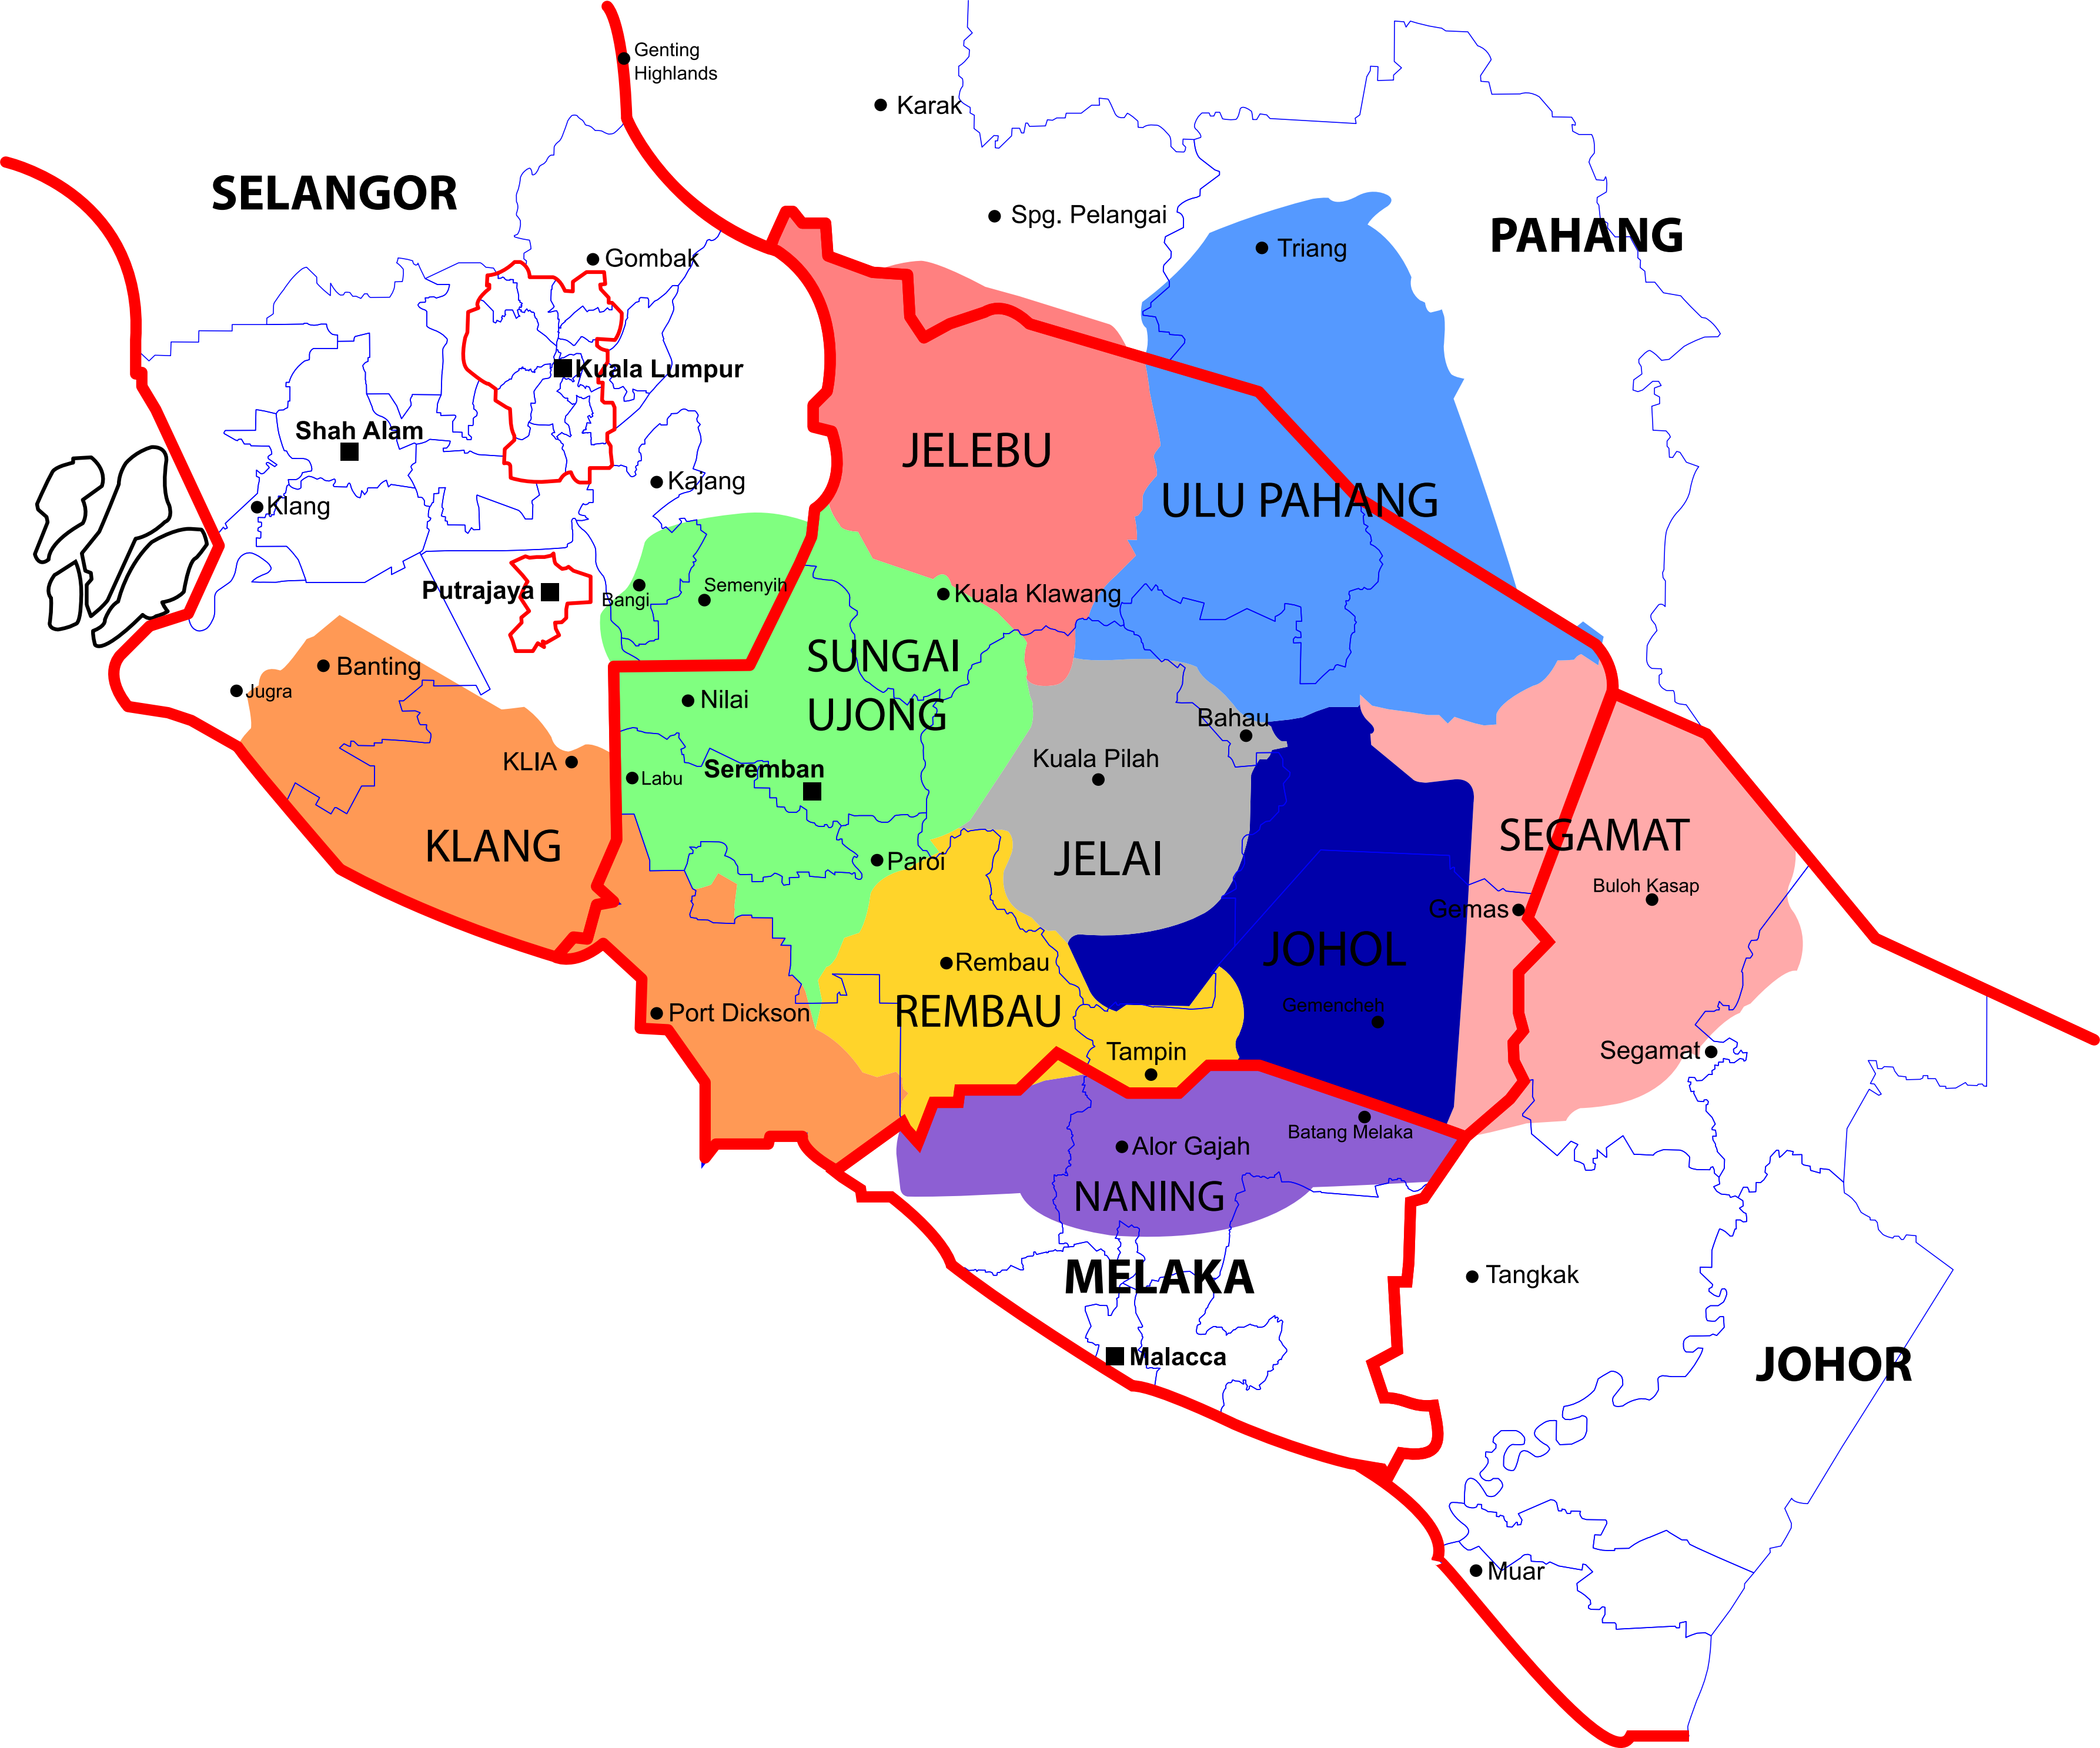 Genting
Highlands
Karak
SELANGOR
Spg. Pelangai
PAHANG
Triang
Gombak
Kuala Lumpur
Shah Alam
JELEBU
Kajang
ULU PAHANG
Klang
Putrajaya
Bangi
Semenyih
Kuala Klawang
SUNGAI
UJONG
Banting
Jugra
Nilai
Bahau
KLIA
Labu
Seremban
Kuala Pilah
KLANG
SEGAMAT
Paroi
JELAI
Buloh Kasap
Gemas
JOHOL
Rembau
REMBAU
Gemencheh
Port Dickson
Tampin
Segamat
Batang Melaka
Alor Gajah
NANING
MELAKA
Tangkak
Malacca
JOHOR
Muar